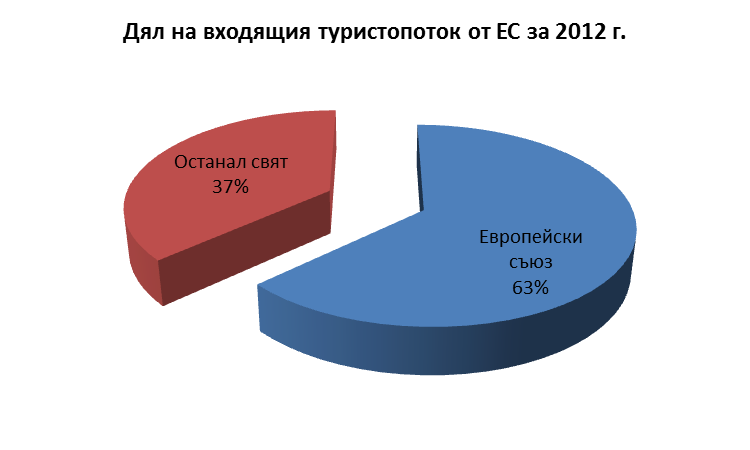 Дял на входящия туристопоток от ЕС за 2012 г.
Останал свят
37%
Европейски
съюз
63%